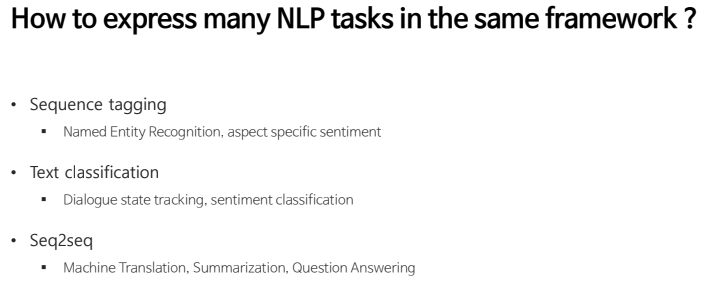 How to express many NLP tasks in the same framework ?
• Sequence tagging
▪ Named Entity Recognition, aspect specific sentiment
• Text classification
▪ Dialogue state tracking, sentiment classification
• Seq2seq
▪ Machine Translation, Summarization, Question Answering